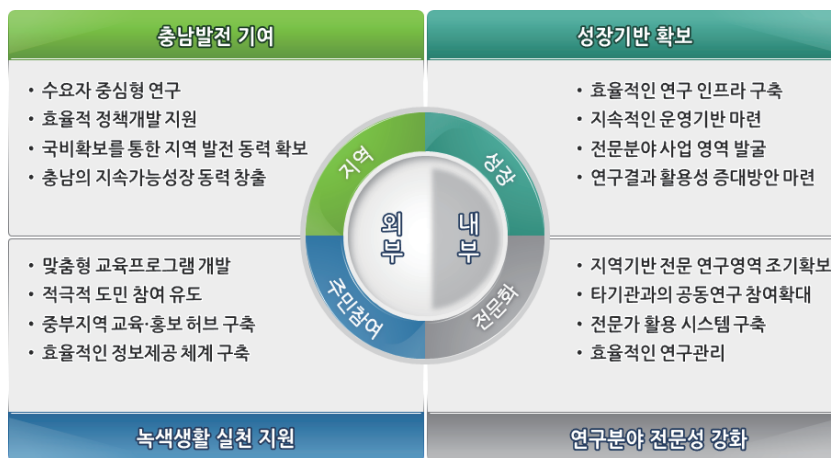 충남발전 기여
수요자 중심형 연구
효율적 정책개발 지원
국비확보를 통한 지역 발전 동력 확보
충남의 지속가능성장 동력 창출
성장기반 확보
효율적인 연구 인프라 구축
지속적인 운영기반 마련
전문분야 사업 영역 발굴
연구결과 활용성 증대방안 마련
지역
성장
외부
내부
주민참여
전문화
맞춤형 교육프로그램 개발
적극적 도민 참여 유도
중부지역 교육·홍보 허브 구축
효율적인 정보제공 체계 구축
녹색생활 실천 지원
지역기반 전문 연구영역 조기확보
타기관과의 공동연구 참여확대
전문가 활용 시스템 구축
효율적인 연구관리
연구분야 전문성 강화